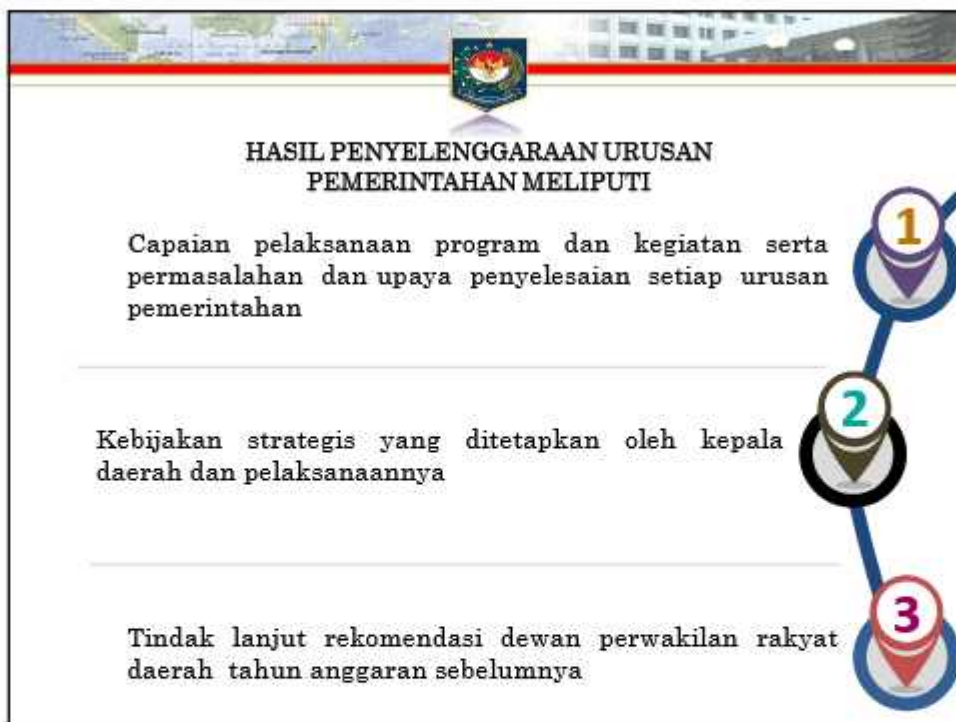 HASIL PENYELENGGARAAN URUSAN
PEMERINTAHAN MELIPUTI
1
Capaian pelaksanaan program dan kegiatan serta
permasalahan dan upaya penyelesaian setiap urusan
pemerintahan
2
Kebijakan strategis yang ditetapkan oleh kepala
daerah dan pelaksanaannya
3
Tindak lanjut rekomendasi dewan perwakilan rakyat
daerah tahun anggaran sebelumnya